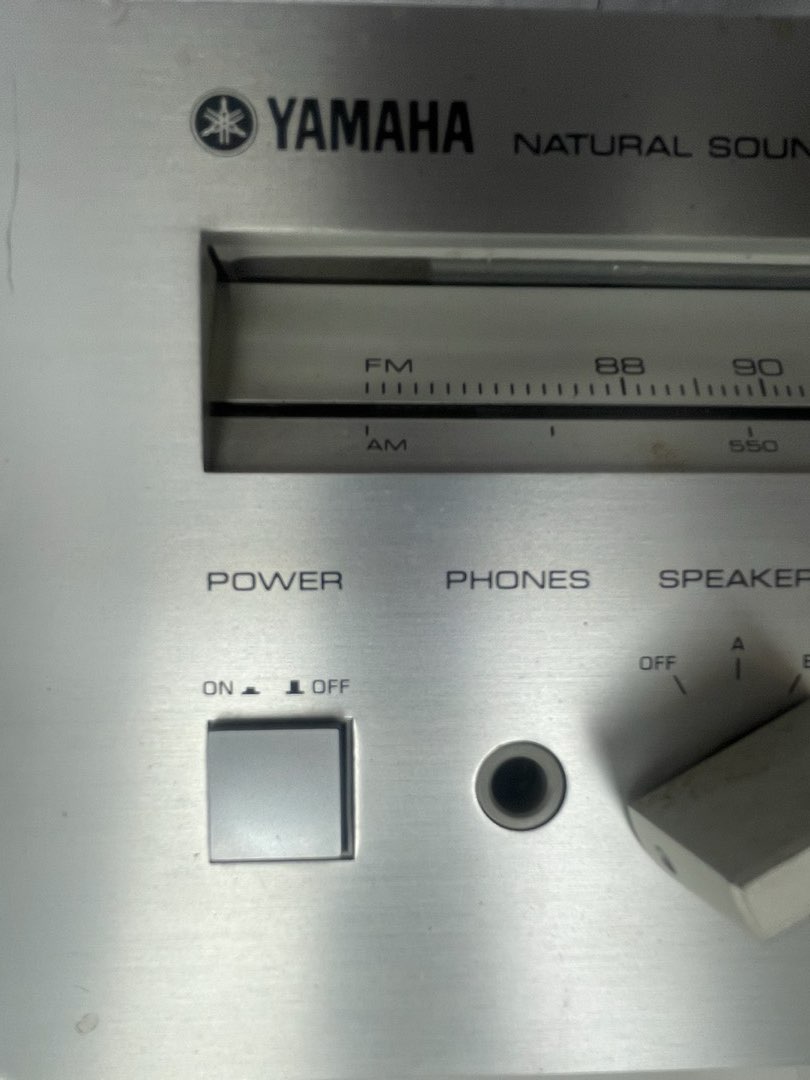 YAMAHA NATURAL SOUN
FM 88 90
AM 550
POWER PHONES SPEAKER
ON OFF
OFF A